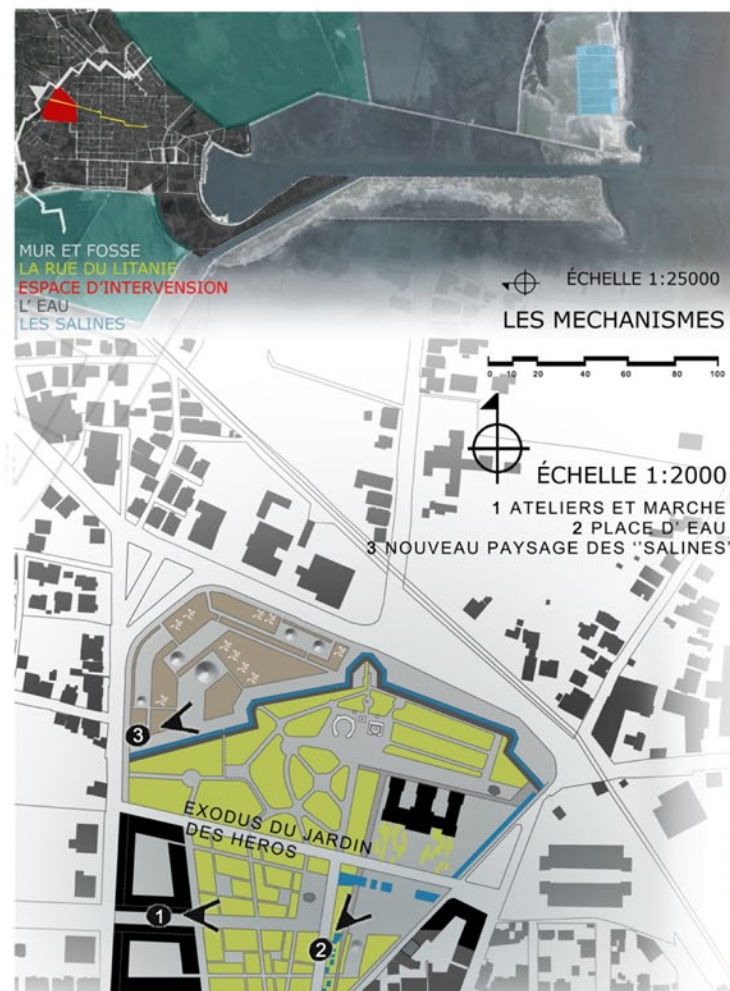 MUR ET FOSSE
LA RUE DU LITANIE
ESPACE D'INTERVENSION
L' EAU
LES SALINES
ÉCHELLE 1:25000
LES MECHANISMES
0 10 20 40 60 80 100
ÉCHELLE 1:2000
1 ATELIERS ET MARCHE
2 PLACE D' EAU
3 NOUVEAU PAYSAGE DES ''SALINES'
3
EXODUS DU JARDIN
DES HEROS
1
2